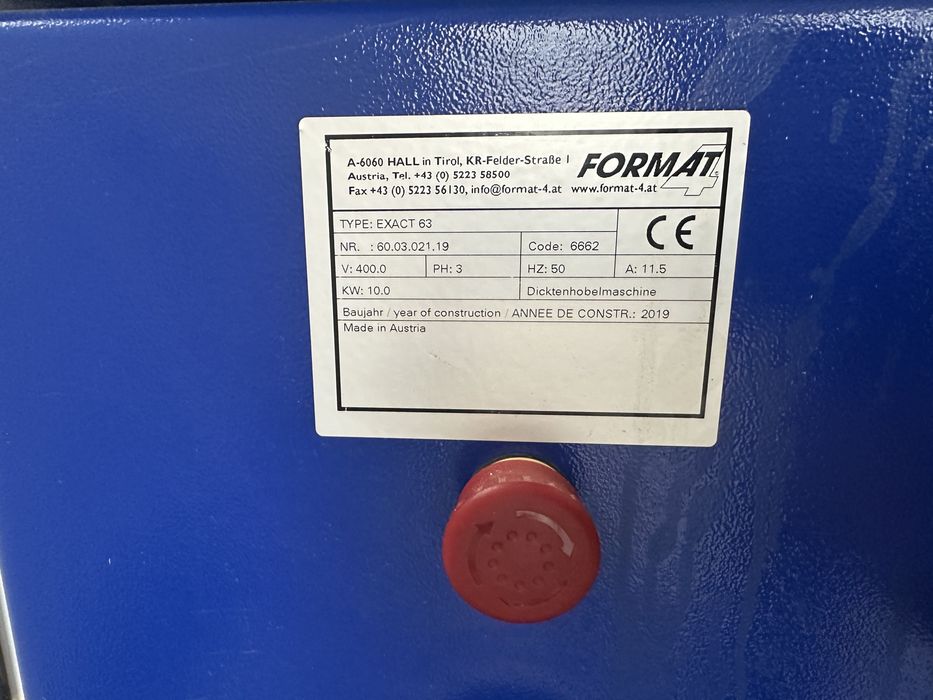 A-6060 HALL in Tirol, KR-Felder-Straße 1
Austria, Tel. +43 (0) 5223 58500
Fax +43 (0) 5223 56130, info@format-4.at www.format-4.at
FORMAT 4
TYPE: EXACT 63
NR. : 60.03.021.19 Code: 6662
CE
V: 400.0 PH: 3 HZ: 50 A: 11.5
KW: 10.0 Dicktenhobelmaschine
Baujahr / year of construction / ANNEE DE CONSTR.: 2019
Made in Austria